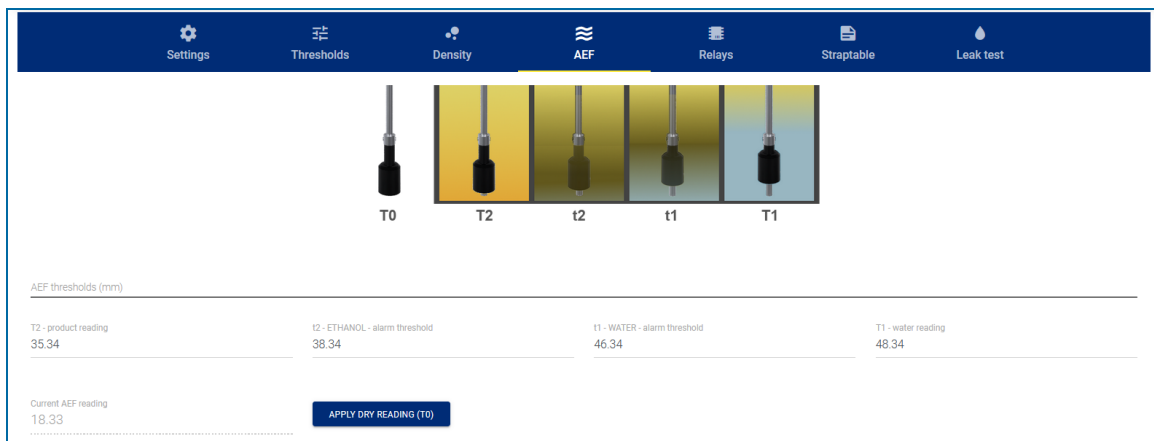 Settings Thresholds Density AEF Relays Straptable Leak test
T0 T2 t2 t1 T1
AEF thresholds (mm)
T2 - product reading t2 - ETHANOL - alarm threshold t1 - WATER - alarm threshold T1 - water reading
35.34 38.34 46.34 48.34
Current AEF reading
18.33
APPLY DRY READING (T0)